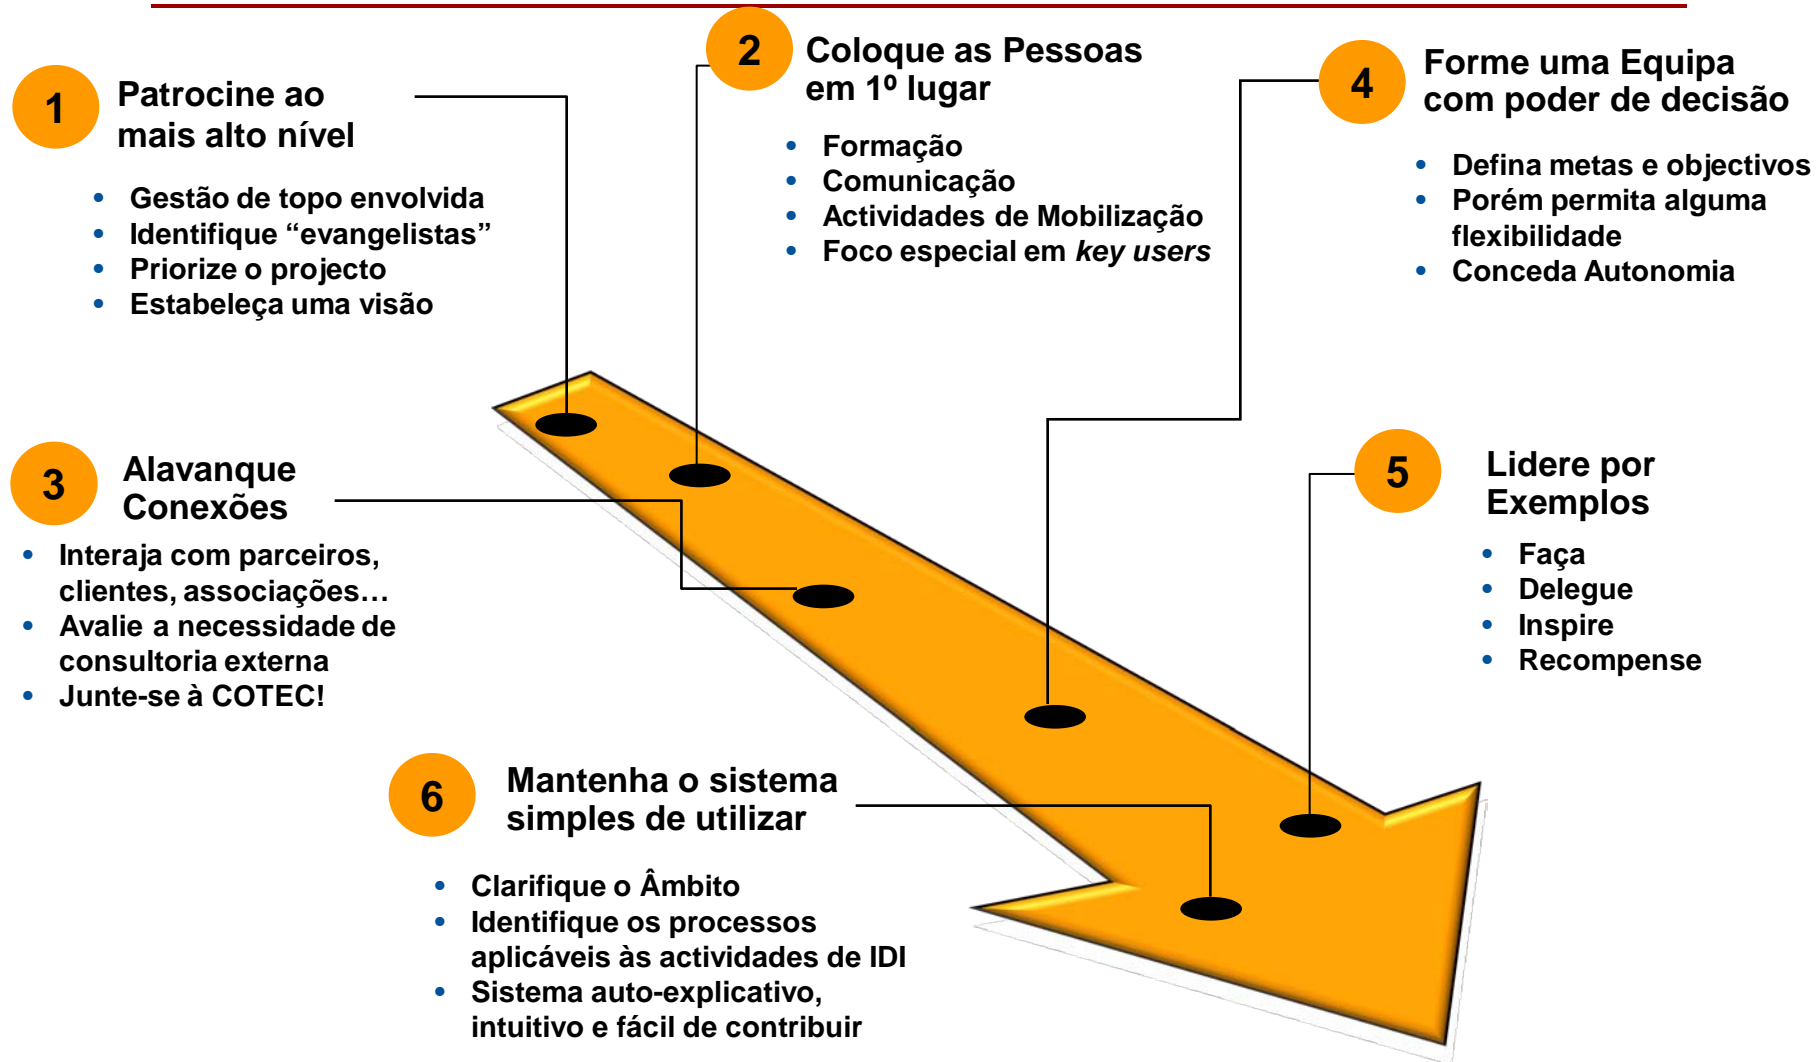 1
Patrocine ao
mais alto nível
• Gestão de topo envolvida
• Identifique “evangelistas”
• Priorize o projecto
• Estabeleça uma visão
2
Coloque as Pessoas
em 1º lugar
• Formação
• Comunicação
• Actividades de Mobilização
• Foco especial em key users
3
Alavanque
Conexões
• Interaja com parceiros,
clientes, associações…
• Avalie a necessidade de
consultoria externa
• Junte-se à COTEC!
4
Forme uma Equipa
com poder de decisão
• Defina metas e objectivos
• Porém permita alguma
flexibilidade
• Conceda Autonomia
5
Lidere por
Exemplos
• Faça
• Delegue
• Inspire
• Recompense
6
Mantenha o sistema
simples de utilizar
• Clarifique o Âmbito
• Identifique os processos
aplicáveis às actividades de IDI
• Sistema auto-explicativo,
intuitivo e fácil de contribuir